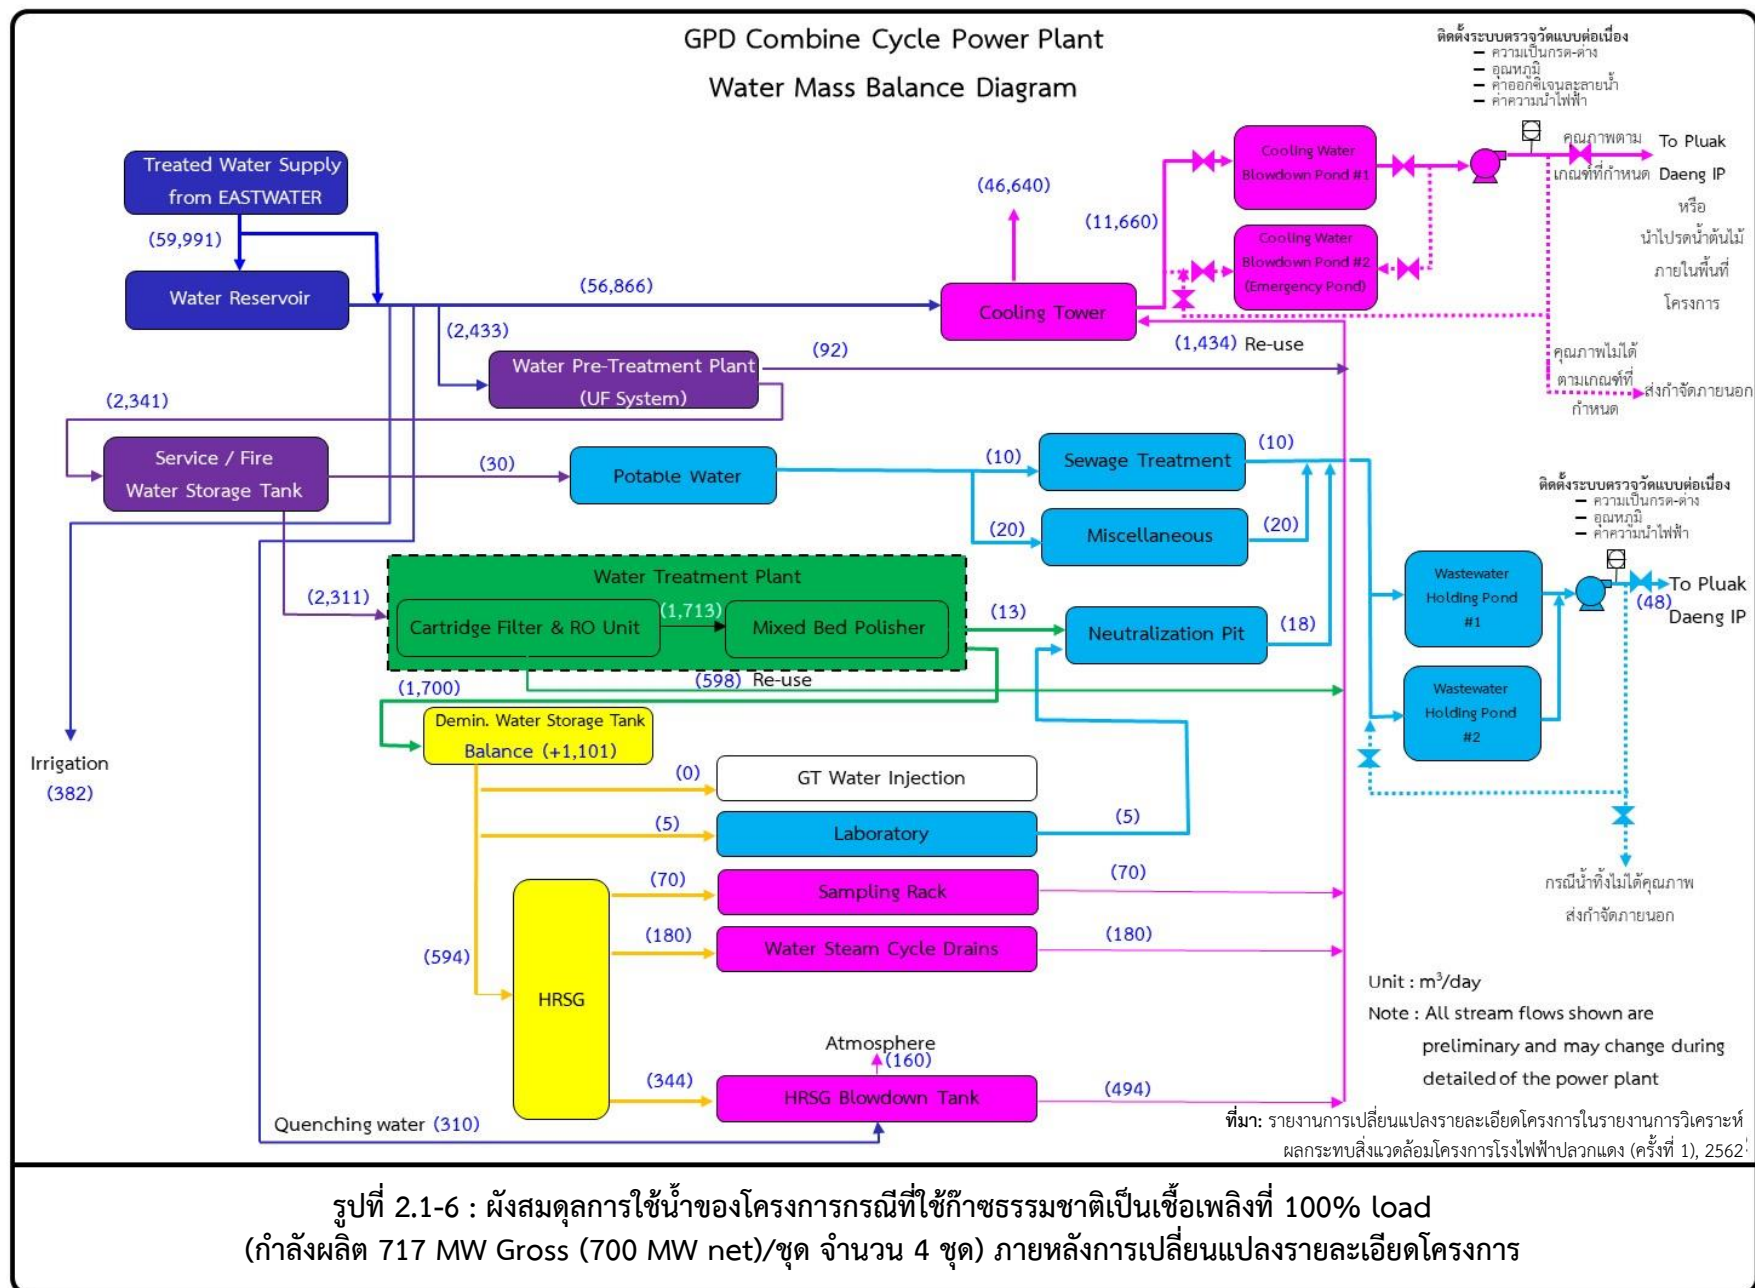 GPD Combine Cycle Power Plant
Water Mass Balance Diagram
ติดตั้งระบบตรวจวัดแบบต่อเนื่อง
– ความเป็นกรด-ด่าง
– อุณหภูมิ
– ค่าออกซิเจนละลายน้ำ
– ค่าความนำไฟฟ้า
Treated Water Supply
from EASTWATER
(59,991)
Water Reservoir
(56,866)
(2,433)
(46,640)
Cooling Tower
(11,660)
Cooling Water
Blowdown Pond #1
Cooling Water
Blowdown Pond #2
(Emergency Pond)
คุณภาพตาม
เกณฑ์ที่กำหนด
To Pluak
Daeng IP
หรือ
นำไปรดน้ำต้นไม้
ภายในพื้นที่
โครงการ
(1,434) Re-use
คุณภาพไม่ได้
ตามเกณฑ์ที่
กำหนด
ส่งกำจัดภายนอก
Water Pre-Treatment Plant
(UF System)
(92)
(2,341)
Service / Fire
Water Storage Tank
(30)
Potable Water
(10)
Sewage Treatment
(10)
(20)
Miscellaneous
(20)
ติดตั้งระบบตรวจวัดแบบต่อเนื่อง
– ความเป็นกรด-ด่าง
– อุณหภูมิ
– ค่าความนำไฟฟ้า
(2,311)
Water Treatment Plant
Cartridge Filter & RO Unit
(1,713)
Mixed Bed Polisher
(13)
Neutralization Pit
(18)
Wastewater
Holding Pond
#1
Wastewater
Holding Pond
#2
(48)
To Pluak
Daeng IP
(598) Re-use
(1,700)
Demin. Water Storage Tank
Balance (+1,101)
Irrigation
(382)
(0)
GT Water Injection
(5)
Laboratory
(5)
(70)
Sampling Rack
(70)
(180)
Water Steam Cycle Drains
(180)
(594)
HRSG
กรณีน้ำทิ้งไม่ได้คุณภาพ
ส่งกำจัดภายนอก
Atmosphere
(160)
(344)
HRSG Blowdown Tank
(494)
Quenching water (310)
Unit : m³/day
Note : All stream flows shown are
preliminary and may change during
detailed of the power plant
ที่มา: รายงานการเปลี่ยนแปลงรายละเอียดโครงการในรายงานการวิเคราะห์
ผลกระทบสิ่งแวดล้อมโครงการโรงไฟฟ้าปลวกแดง (ครั้งที่ 1), 2562
รูปที่ 2.1-6 : ผังสมดุลการใช้น้ำของโครงการกรณีที่ใช้ก๊าซธรรมชาติเป็นเชื้อเพลิงที่ 100% load
(กำลังผลิต 717 MW Gross (700 MW net)/ชุด จำนวน 4 ชุด) ภายหลังการเปลี่ยนแปลงรายละเอียดโครงการ